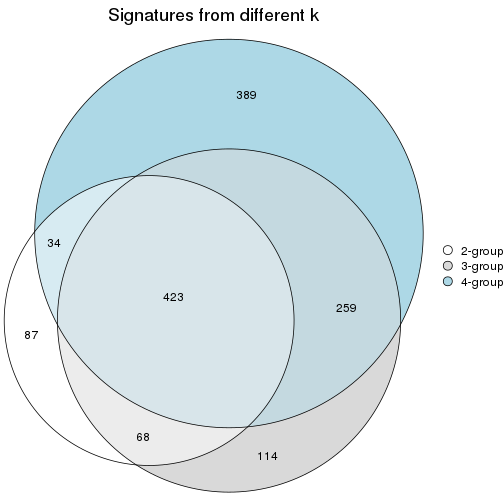 Signatures from different k
389
34
423
259
87
68
114
2-group
3-group
4-group